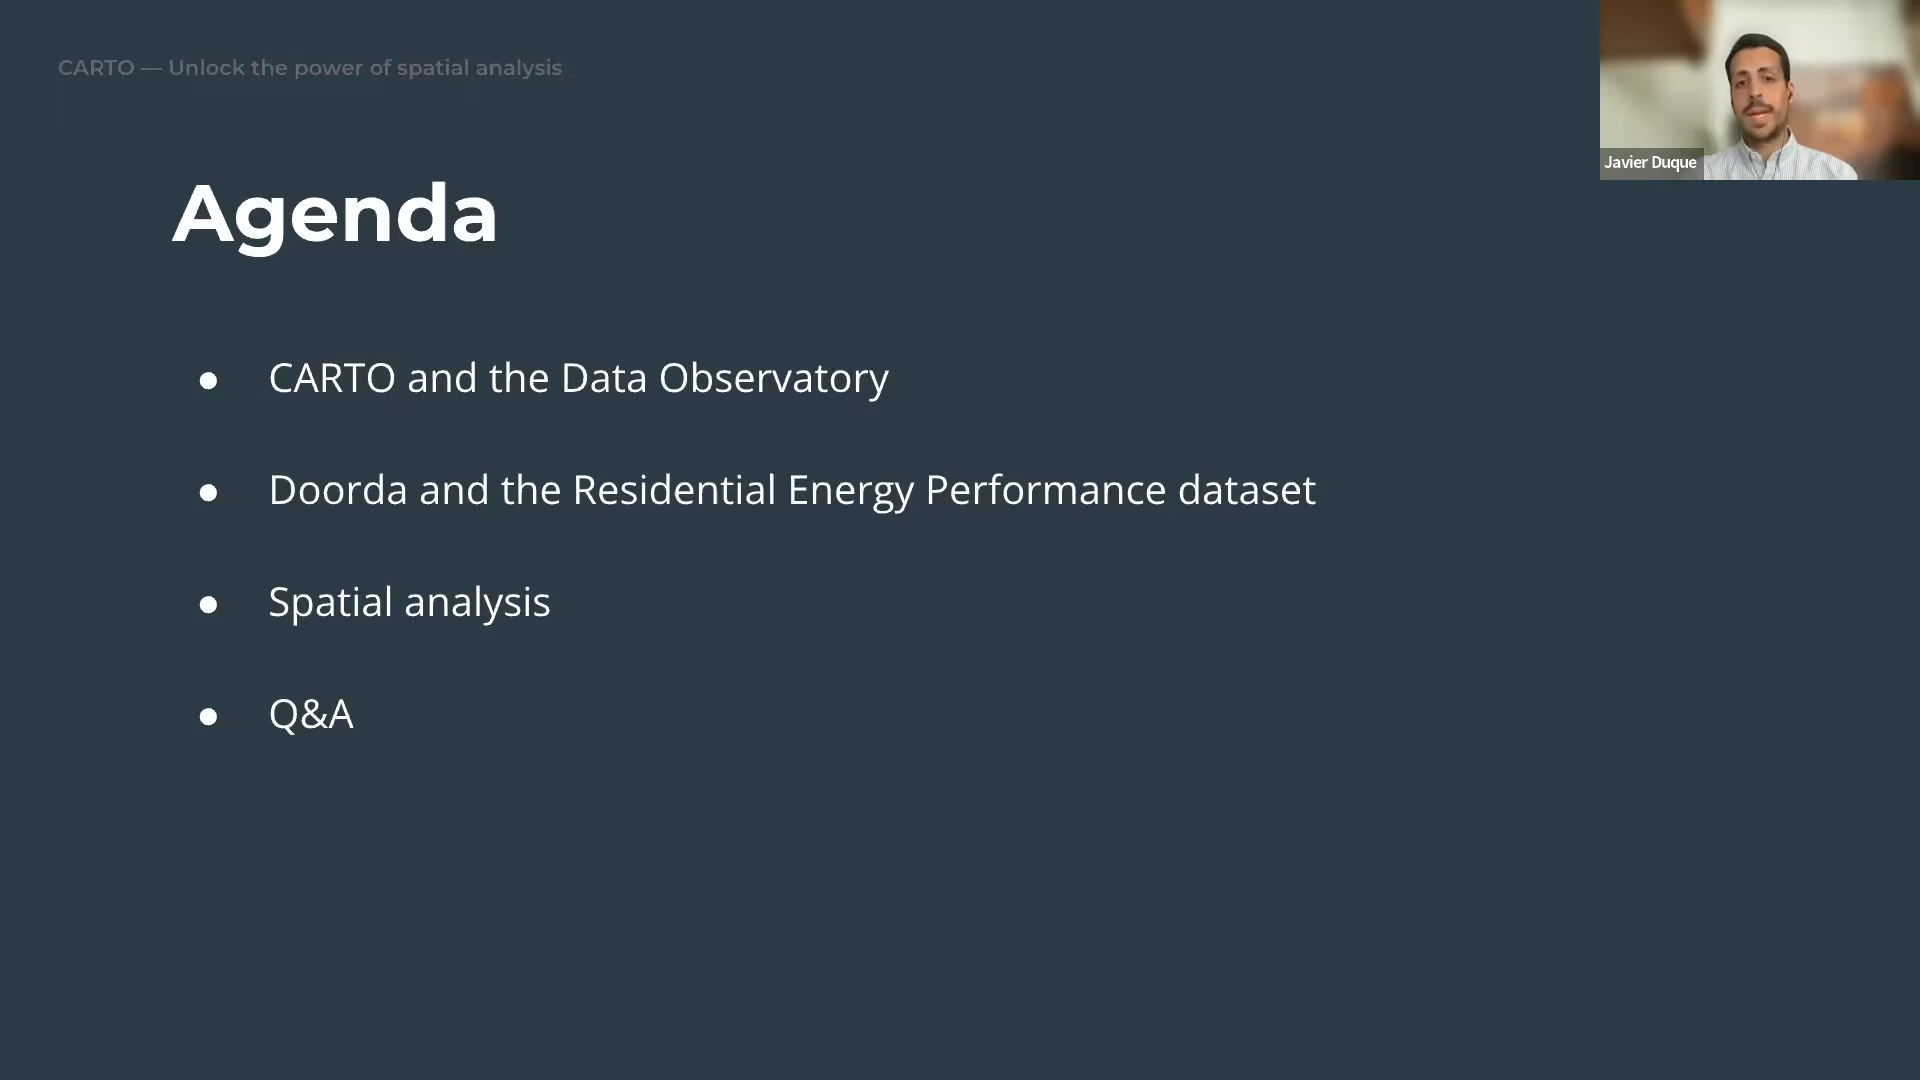 CARTO — Unlock the power of spatial analysis
Javier Duque
Agenda
● CARTO and the Data Observatory
● Doorda and the Residential Energy Performance dataset
● Spatial analysis
● Q&A